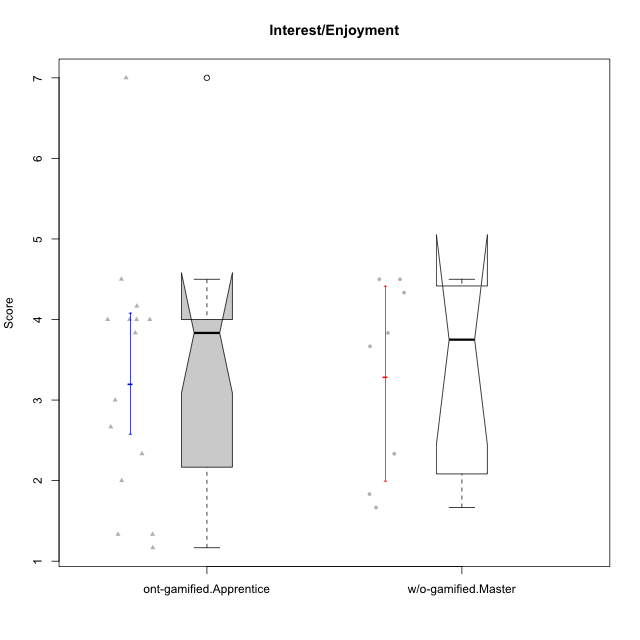 Interest/Enjoyment
7
6
5
4
3
2
1
Score
ont-gamified.Apprentice
w/o-gamified.Master